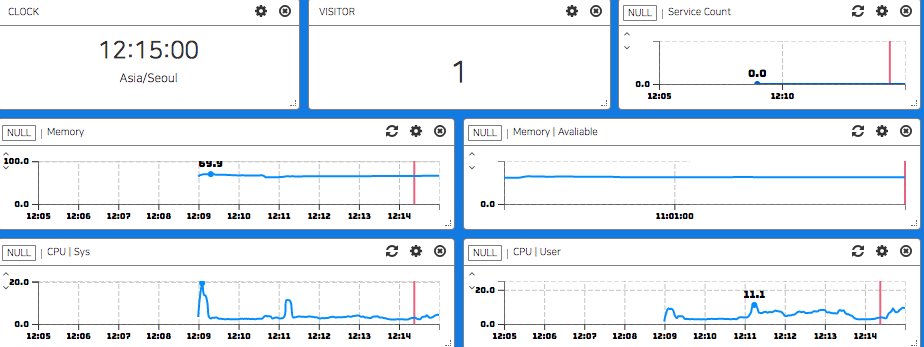 CLOCK
12:15:00
Asia/Seoul
VISITOR
1
NULL | Service Count
0.0
0.0
12:05 12:10
NULL | Memory
100.0
69.9
0.0
12:05 12:06 12:07 12:08 12:09 12:10 12:11 12:12 12:13 12:14
NULL | Memory | Avaliable
0.0
11:01:00
NULL | CPU | Sys
20.0
0.0
12:05 12:06 12:07 12:08 12:09 12:10 12:11 12:12 12:13 12:14
NULL | CPU | User
20.0
11.1
0.0
12:05 12:06 12:07 12:08 12:09 12:10 12:11 12:12 12:13 12:14